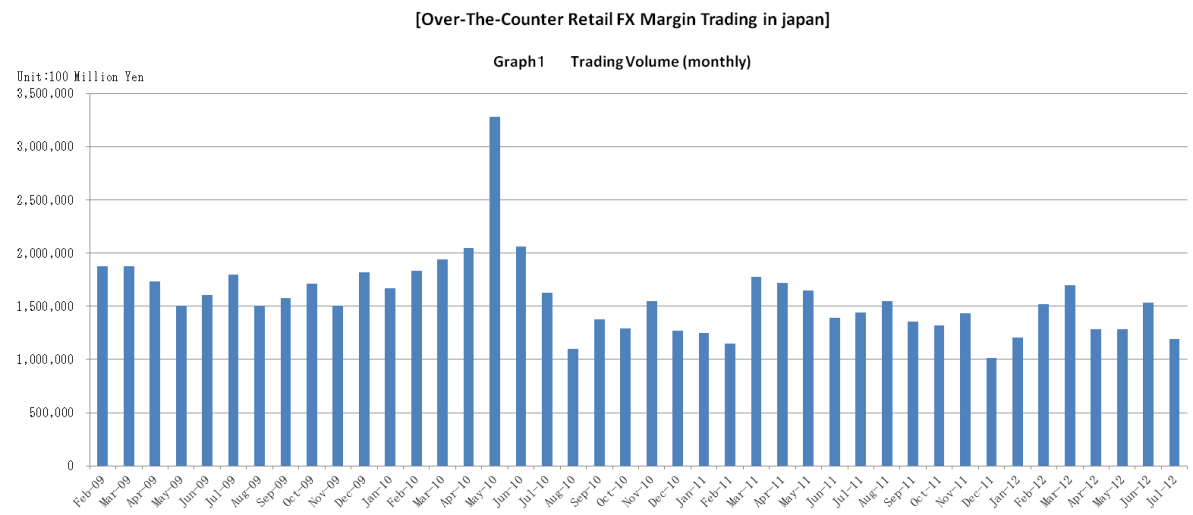 [Over-The-Counter Retail FX Margin Trading in japan]
Graph 1 Trading Volume (monthly)
Unit:100 Million Yen
3,500,000
3,000,000
2,500,000
2,000,000
1,500,000
1,000,000
500,000
0
Feb-09 Mar-09 Apr-09 May-09 Jun-09 Jul-09 Aug-09 Sep-09 Oct-09 Nov-09 Dec-09 Jan-10 Feb-10 Mar-10 Apr-10 May-10 Jun-10 Jul-10 Aug-10 Sep-10 Oct-10 Nov-10 Dec-10 Jan-11 Feb-11 Mar-11 Apr-11 May-11 Jun-11 Jul-11 Aug-11 Sep-11 Oct-11 Nov-11 Dec-11 Jan-12 Feb-12 Mar-12 Apr-12 May-12 Jun-12 Jul-12